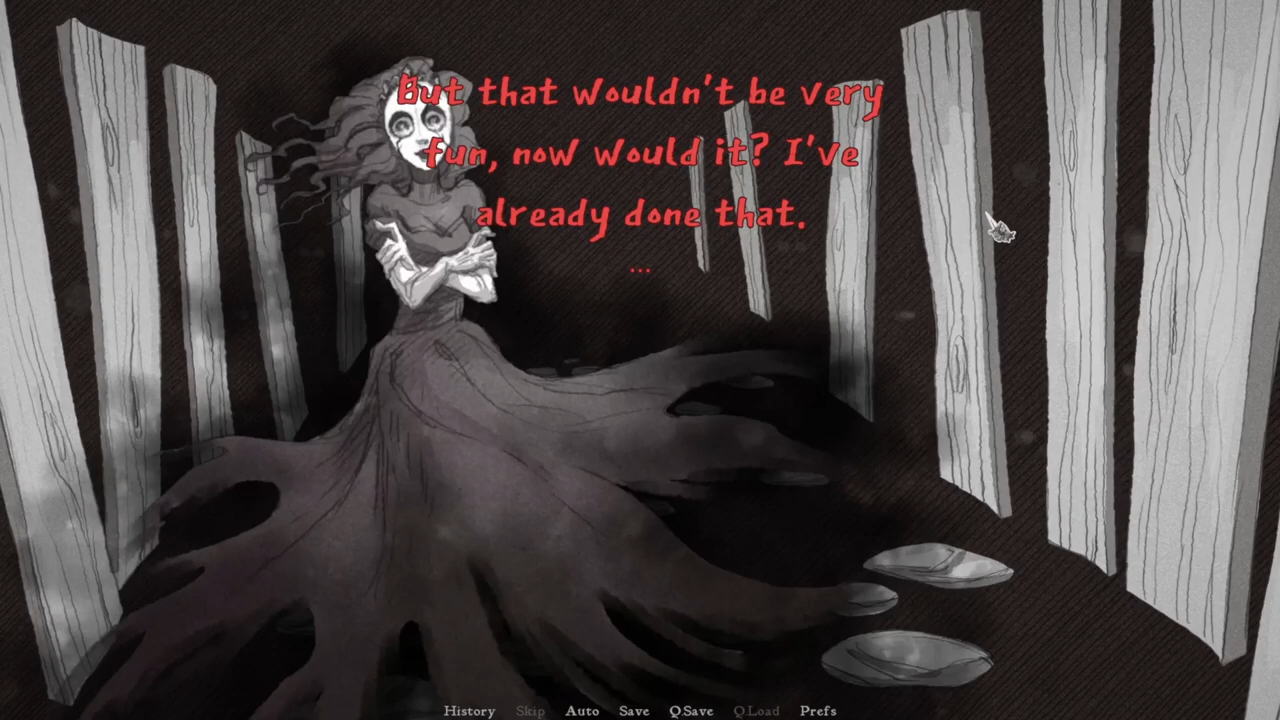 But that wouldn't be very
fun, now would it? I've
already done that.
...
History Skip Auto Save Q.Save Q.Load Prefs